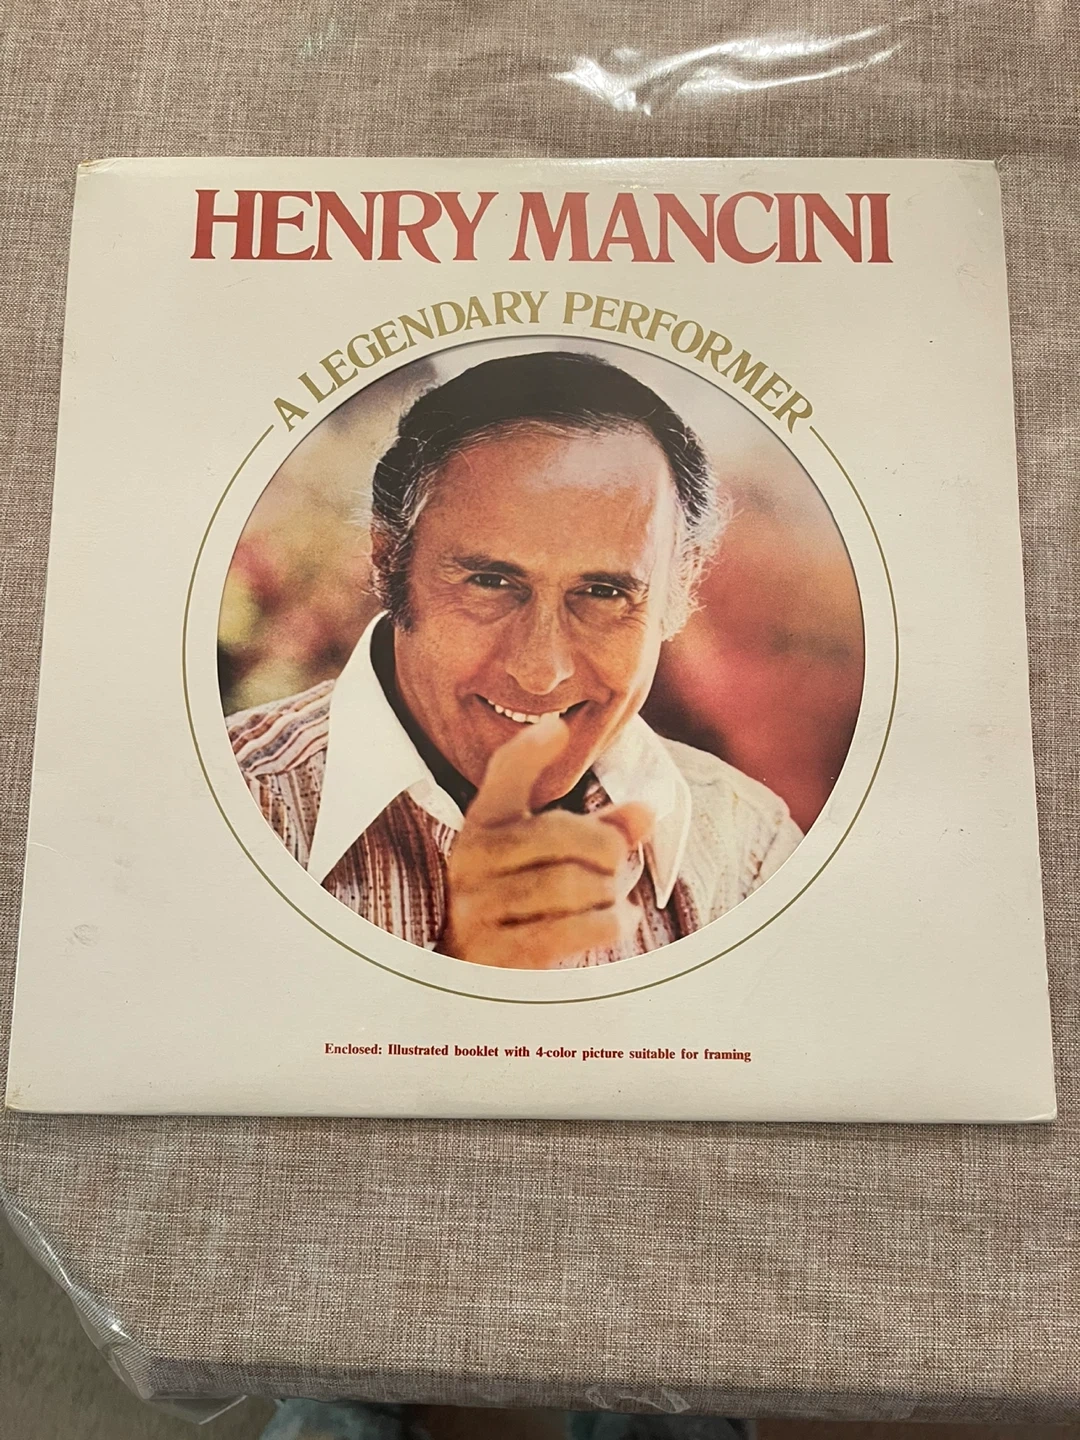 HENRY MANCINI
A LEGENDARY PERFORMER
Enclosed: Illustrated booklet with 4-color picture suitable for framing